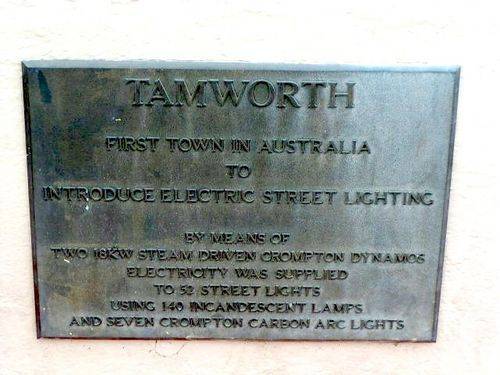 TAMWORTH
FIRST TOWN IN AUSTRALIA
TO
INTRODUCE ELECTRIC STREET LIGHTING
BY MEANS OF
TWO 18KW STEAM DRIVEN CROMPTON DYNAMOS
ELECTRICITY WAS SUPPLIED
TO 52 STREET LIGHTS
USING 140 INCANDESCENT LAMPS
AND SEVEN CROMPTON CARBON ARC LIGHTS